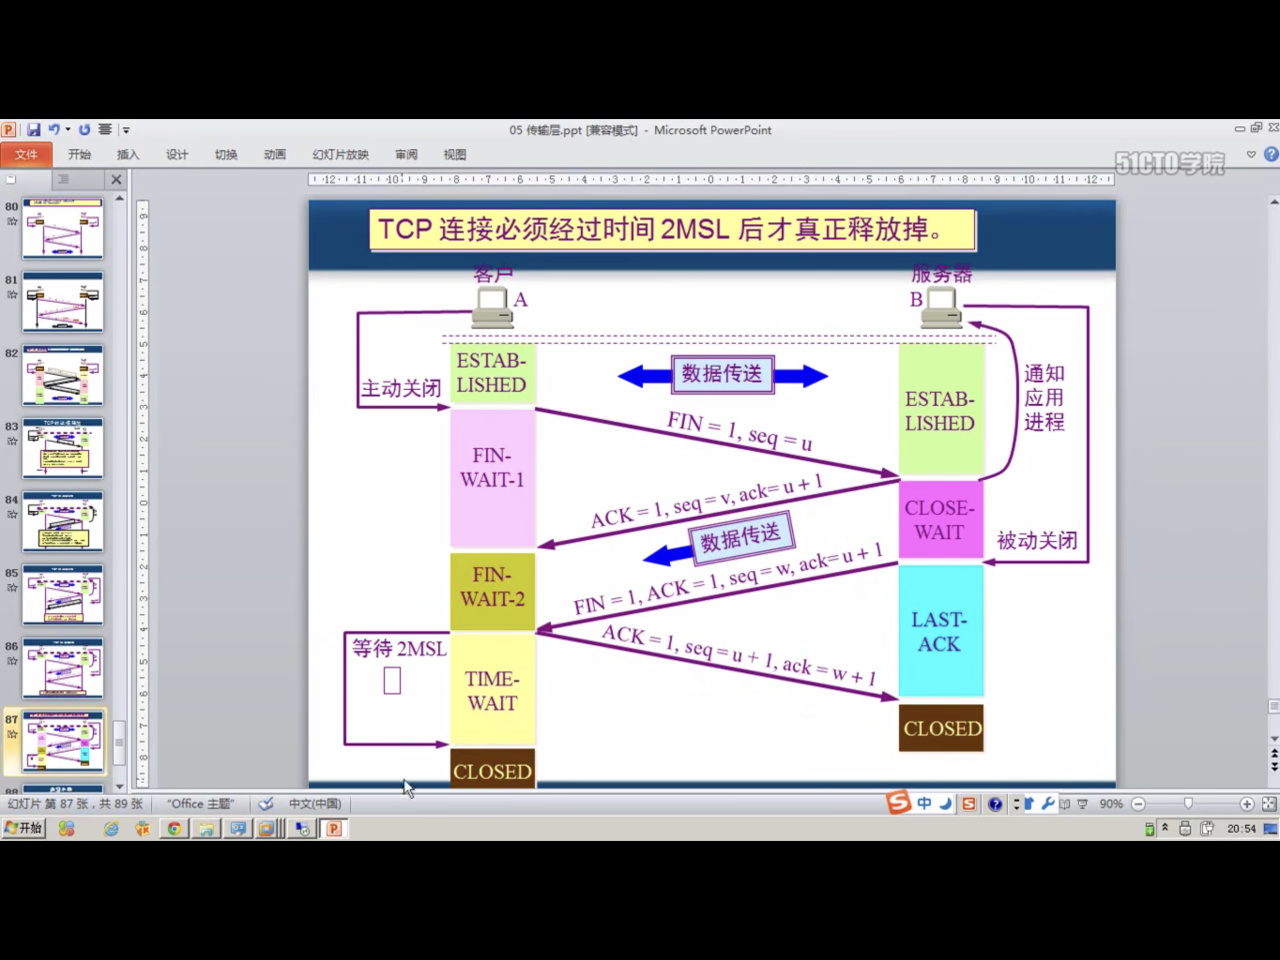 05 传输层.ppt [兼容模式] - Microsoft PowerPoint
文件 开始 插入 设计 切换 动画 幻灯片放映 审阅 视图
51CTO学院
80
81
82
83
84
85
86
87
TCP 连接必须经过时间 2MSL 后才真正释放掉。
客户
服务器
A
B
ESTAB-
LISHED
数据传送
ESTAB-
LISHED
通知
应用
进程
主动关闭
FIN = 1, seq = u
FIN-
WAIT-1
ACK = 1, seq = v, ack= u + 1
CLOSE-
WAIT
被动关闭
数据传送
FIN-
WAIT-2
FIN = 1, ACK = 1, seq = w, ack= u + 1
LAST-
ACK
ACK = 1, seq = u + 1, ack = w + 1
等待 2MSL
TIME-
WAIT
CLOSED
CLOSED
幻灯片 第 87 张，共 89 张 "Office 主题" 中文(中国) 中 90%
开始 20:54